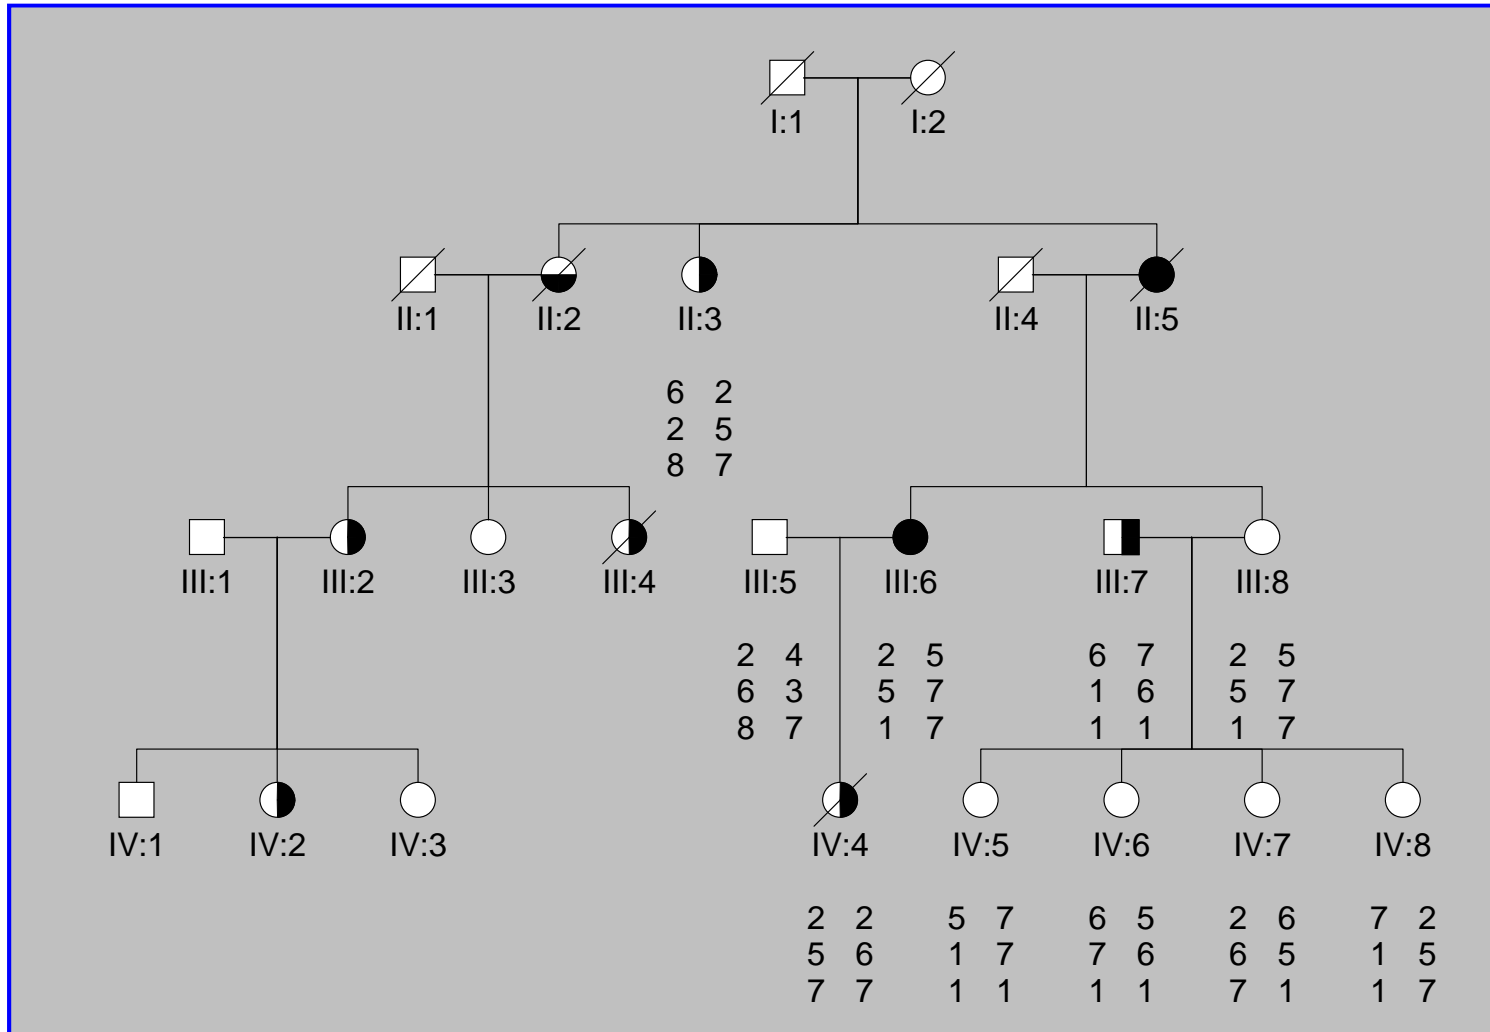 I:1 I:2
II:1 II:2 II:3 II:4 II:5
6 2
2 5
8 7
III:1 III:2 III:3 III:4 III:5 III:6 III:7 III:8
2 4 2 5 6 7 2 5
6 3 5 7 1 6 5 7
8 7 1 7 1 1 1 7
IV:1 IV:2 IV:3 IV:4 IV:5 IV:6 IV:7 IV:8
2 2 5 7 6 5 2 6 7 2
5 6 1 7 7 6 6 5 1 5
7 7 1 1 1 1 7 1 1 7